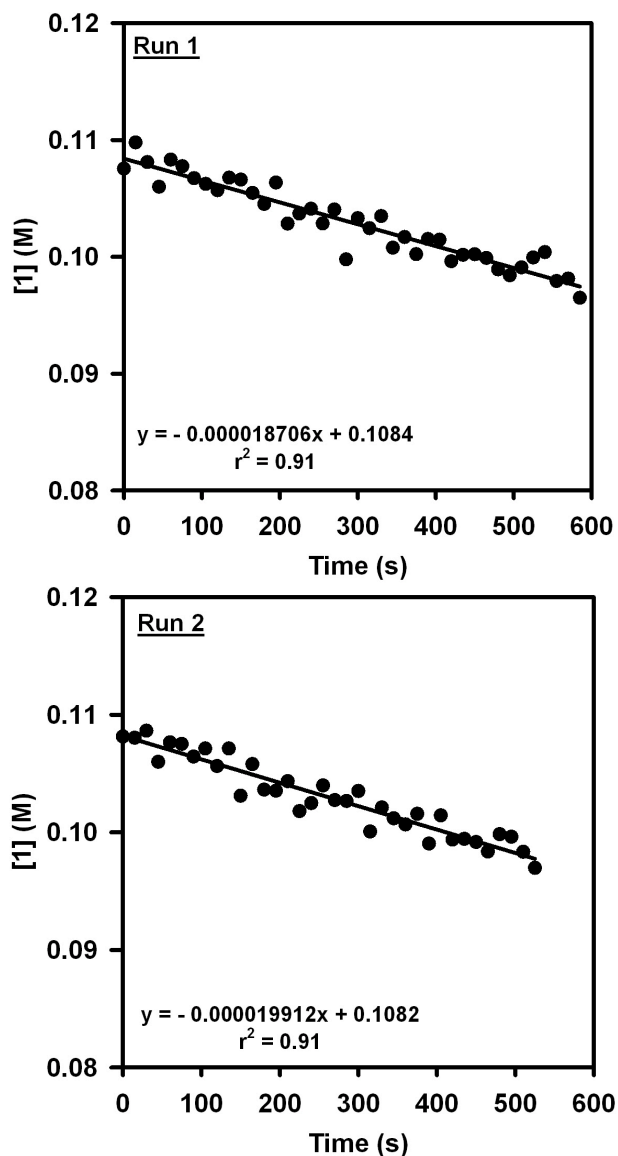 Run 1
0.12
0.11
0.10
0.09
0.08
[1] (M)
y = - 0.000018706x + 0.1084
r² = 0.91
0 100 200 300 400 500 600
Time (s)
Run 2
0.12
0.11
0.10
0.09
0.08
[1] (M)
y = - 0.000019912x + 0.1082
r² = 0.91
0 100 200 300 400 500 600
Time (s)